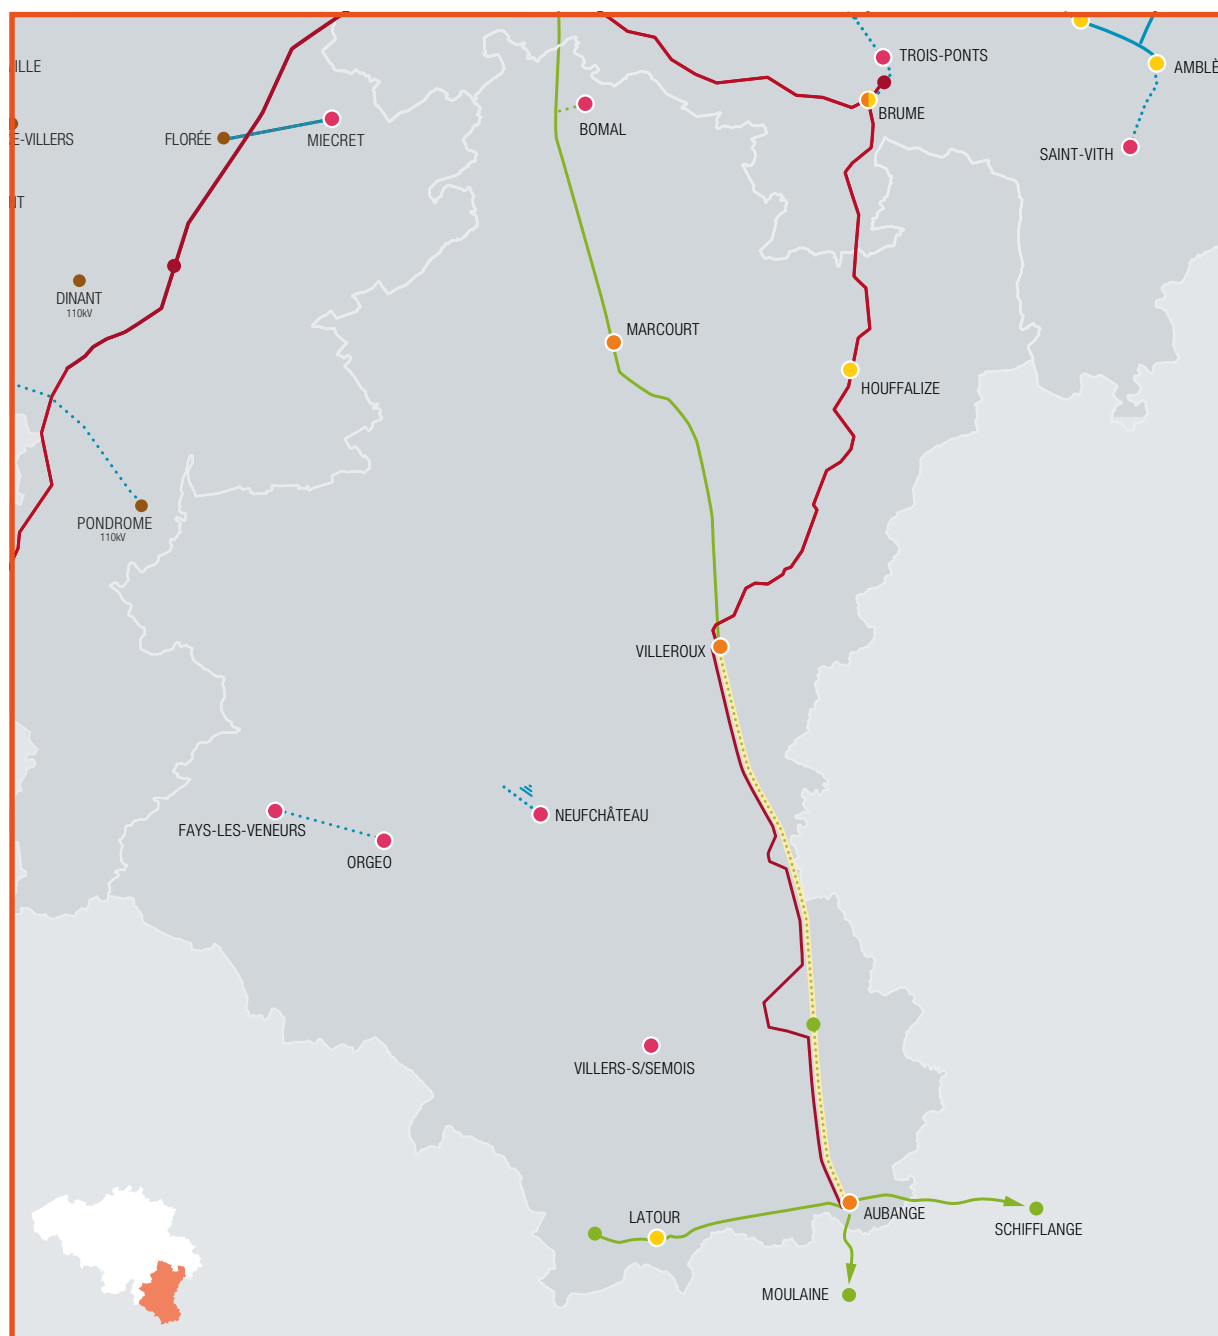 TROIS-PONTS
BRUME
BOMAL
FLORÉE
MIECRET
SAINT-VITH
DINANT
110kV
MARCOURT
HOUFFALIZE
PONDROME
110kV
VILLEROUX
FAYS-LES-VENEURS
ORGEO
NEUFCHÂTEAU
VILLERS-S/SEMOIS
LATOUR
AUBANGE
SCHIFFLANGE
MOULAINE
AMBLÈ
ILLE
E-VILLERS
NT